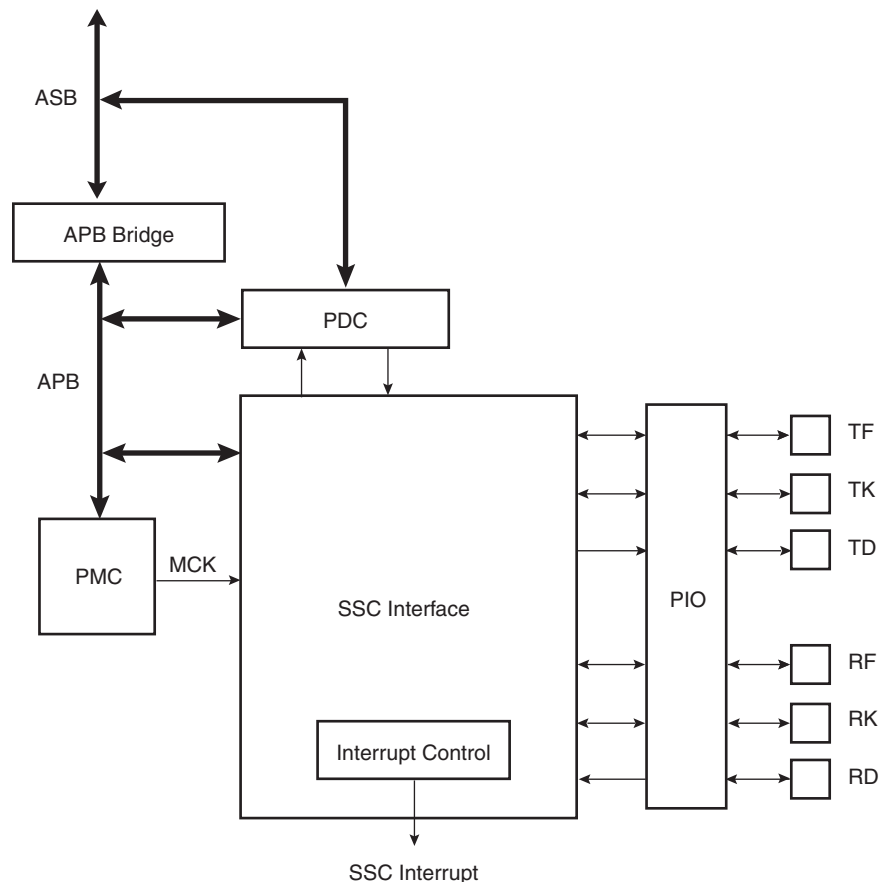 ASB
APB Bridge
PDC
APB
TF
TK
TD
PMC
MCK
SSC Interface
PIO
RF
RK
RD
Interrupt Control
SSC Interrupt